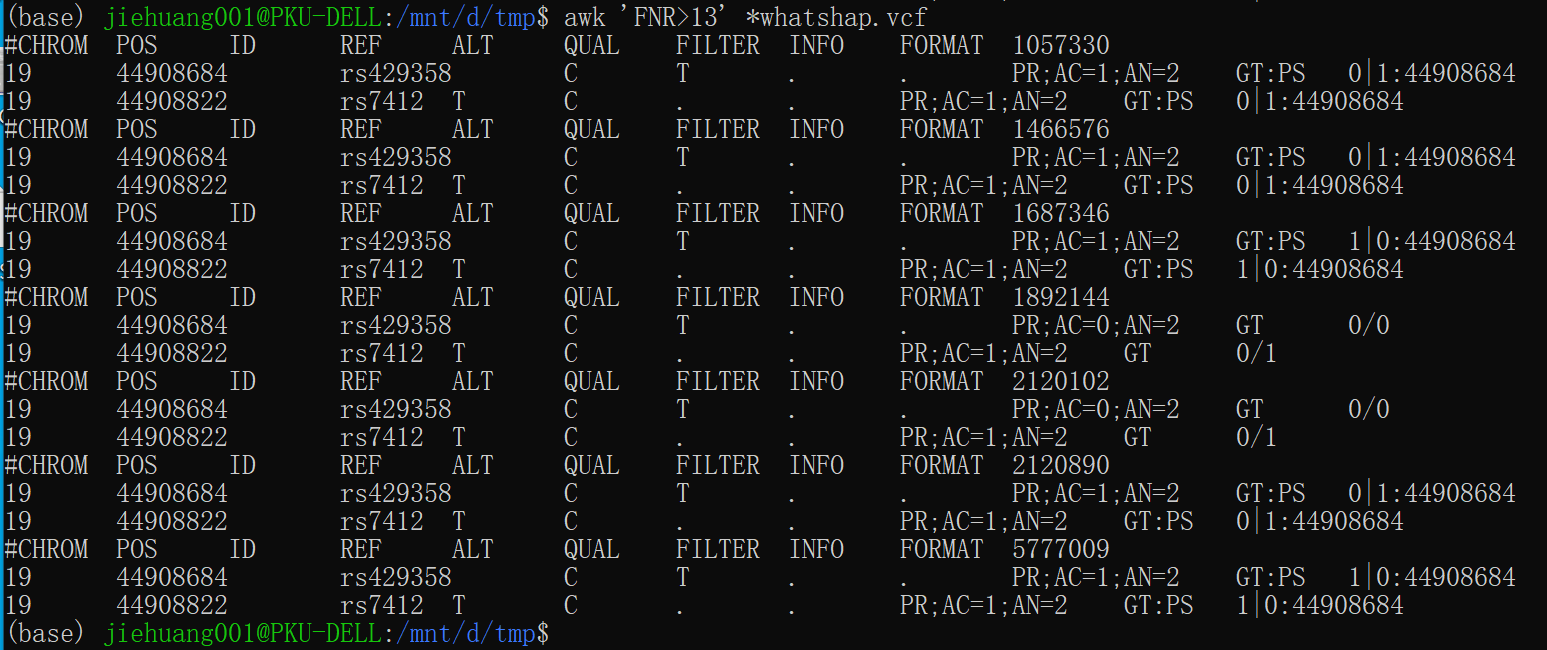 (base) jiehuang001@PKU-DELL:/mnt/d/tmp$ awk 'FNR>13' *whatshap.vcf
#CHROM POS ID REF ALT QUAL FILTER INFO FORMAT 1057330
19 44908684 rs429358 C T . . PR;AC=1;AN=2 GT:PS 0|1:44908684
19 44908822 rs7412 T C . . PR;AC=1;AN=2 GT:PS 0|1:44908684
#CHROM POS ID REF ALT QUAL FILTER INFO FORMAT 1466576
19 44908684 rs429358 C T . . PR;AC=1;AN=2 GT:PS 0|1:44908684
19 44908822 rs7412 T C . . PR;AC=1;AN=2 GT:PS 0|1:44908684
#CHROM POS ID REF ALT QUAL FILTER INFO FORMAT 1687346
19 44908684 rs429358 C T . . PR;AC=1;AN=2 GT:PS 1|0:44908684
19 44908822 rs7412 T C . . PR;AC=1;AN=2 GT:PS 1|0:44908684
#CHROM POS ID REF ALT QUAL FILTER INFO FORMAT 1892144
19 44908684 rs429358 C T . . PR;AC=0;AN=2 GT 0/0
19 44908822 rs7412 T C . . PR;AC=1;AN=2 GT 0/1
#CHROM POS ID REF ALT QUAL FILTER INFO FORMAT 2120102
19 44908684 rs429358 C T . . PR;AC=0;AN=2 GT 0/0
19 44908822 rs7412 T C . . PR;AC=1;AN=2 GT 0/1
#CHROM POS ID REF ALT QUAL FILTER INFO FORMAT 2120890
19 44908684 rs429358 C T . . PR;AC=1;AN=2 GT:PS 0|1:44908684
19 44908822 rs7412 T C . . PR;AC=1;AN=2 GT:PS 0|1:44908684
#CHROM POS ID REF ALT QUAL FILTER INFO FORMAT 5777009
19 44908684 rs429358 C T . . PR;AC=1;AN=2 GT:PS 1|0:44908684
19 44908822 rs7412 T C . . PR;AC=1;AN=2 GT:PS 1|0:44908684
(base) jiehuang001@PKU-DELL:/mnt/d/tmp$